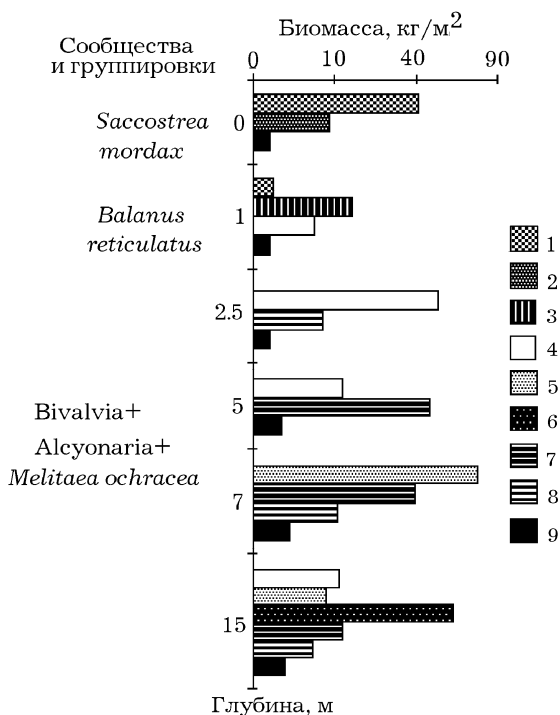 Биомасса, кг/м2
Сообщества
и группировки
0 10 40 90
Saccostrea
mordax
0
Balanus
reticulatus
1
2.5
Bivalvia+
Alcyonaria+
Melitaea ochracea
5
7
15
Глубина, м
1
2
3
4
5
6
7
8
9